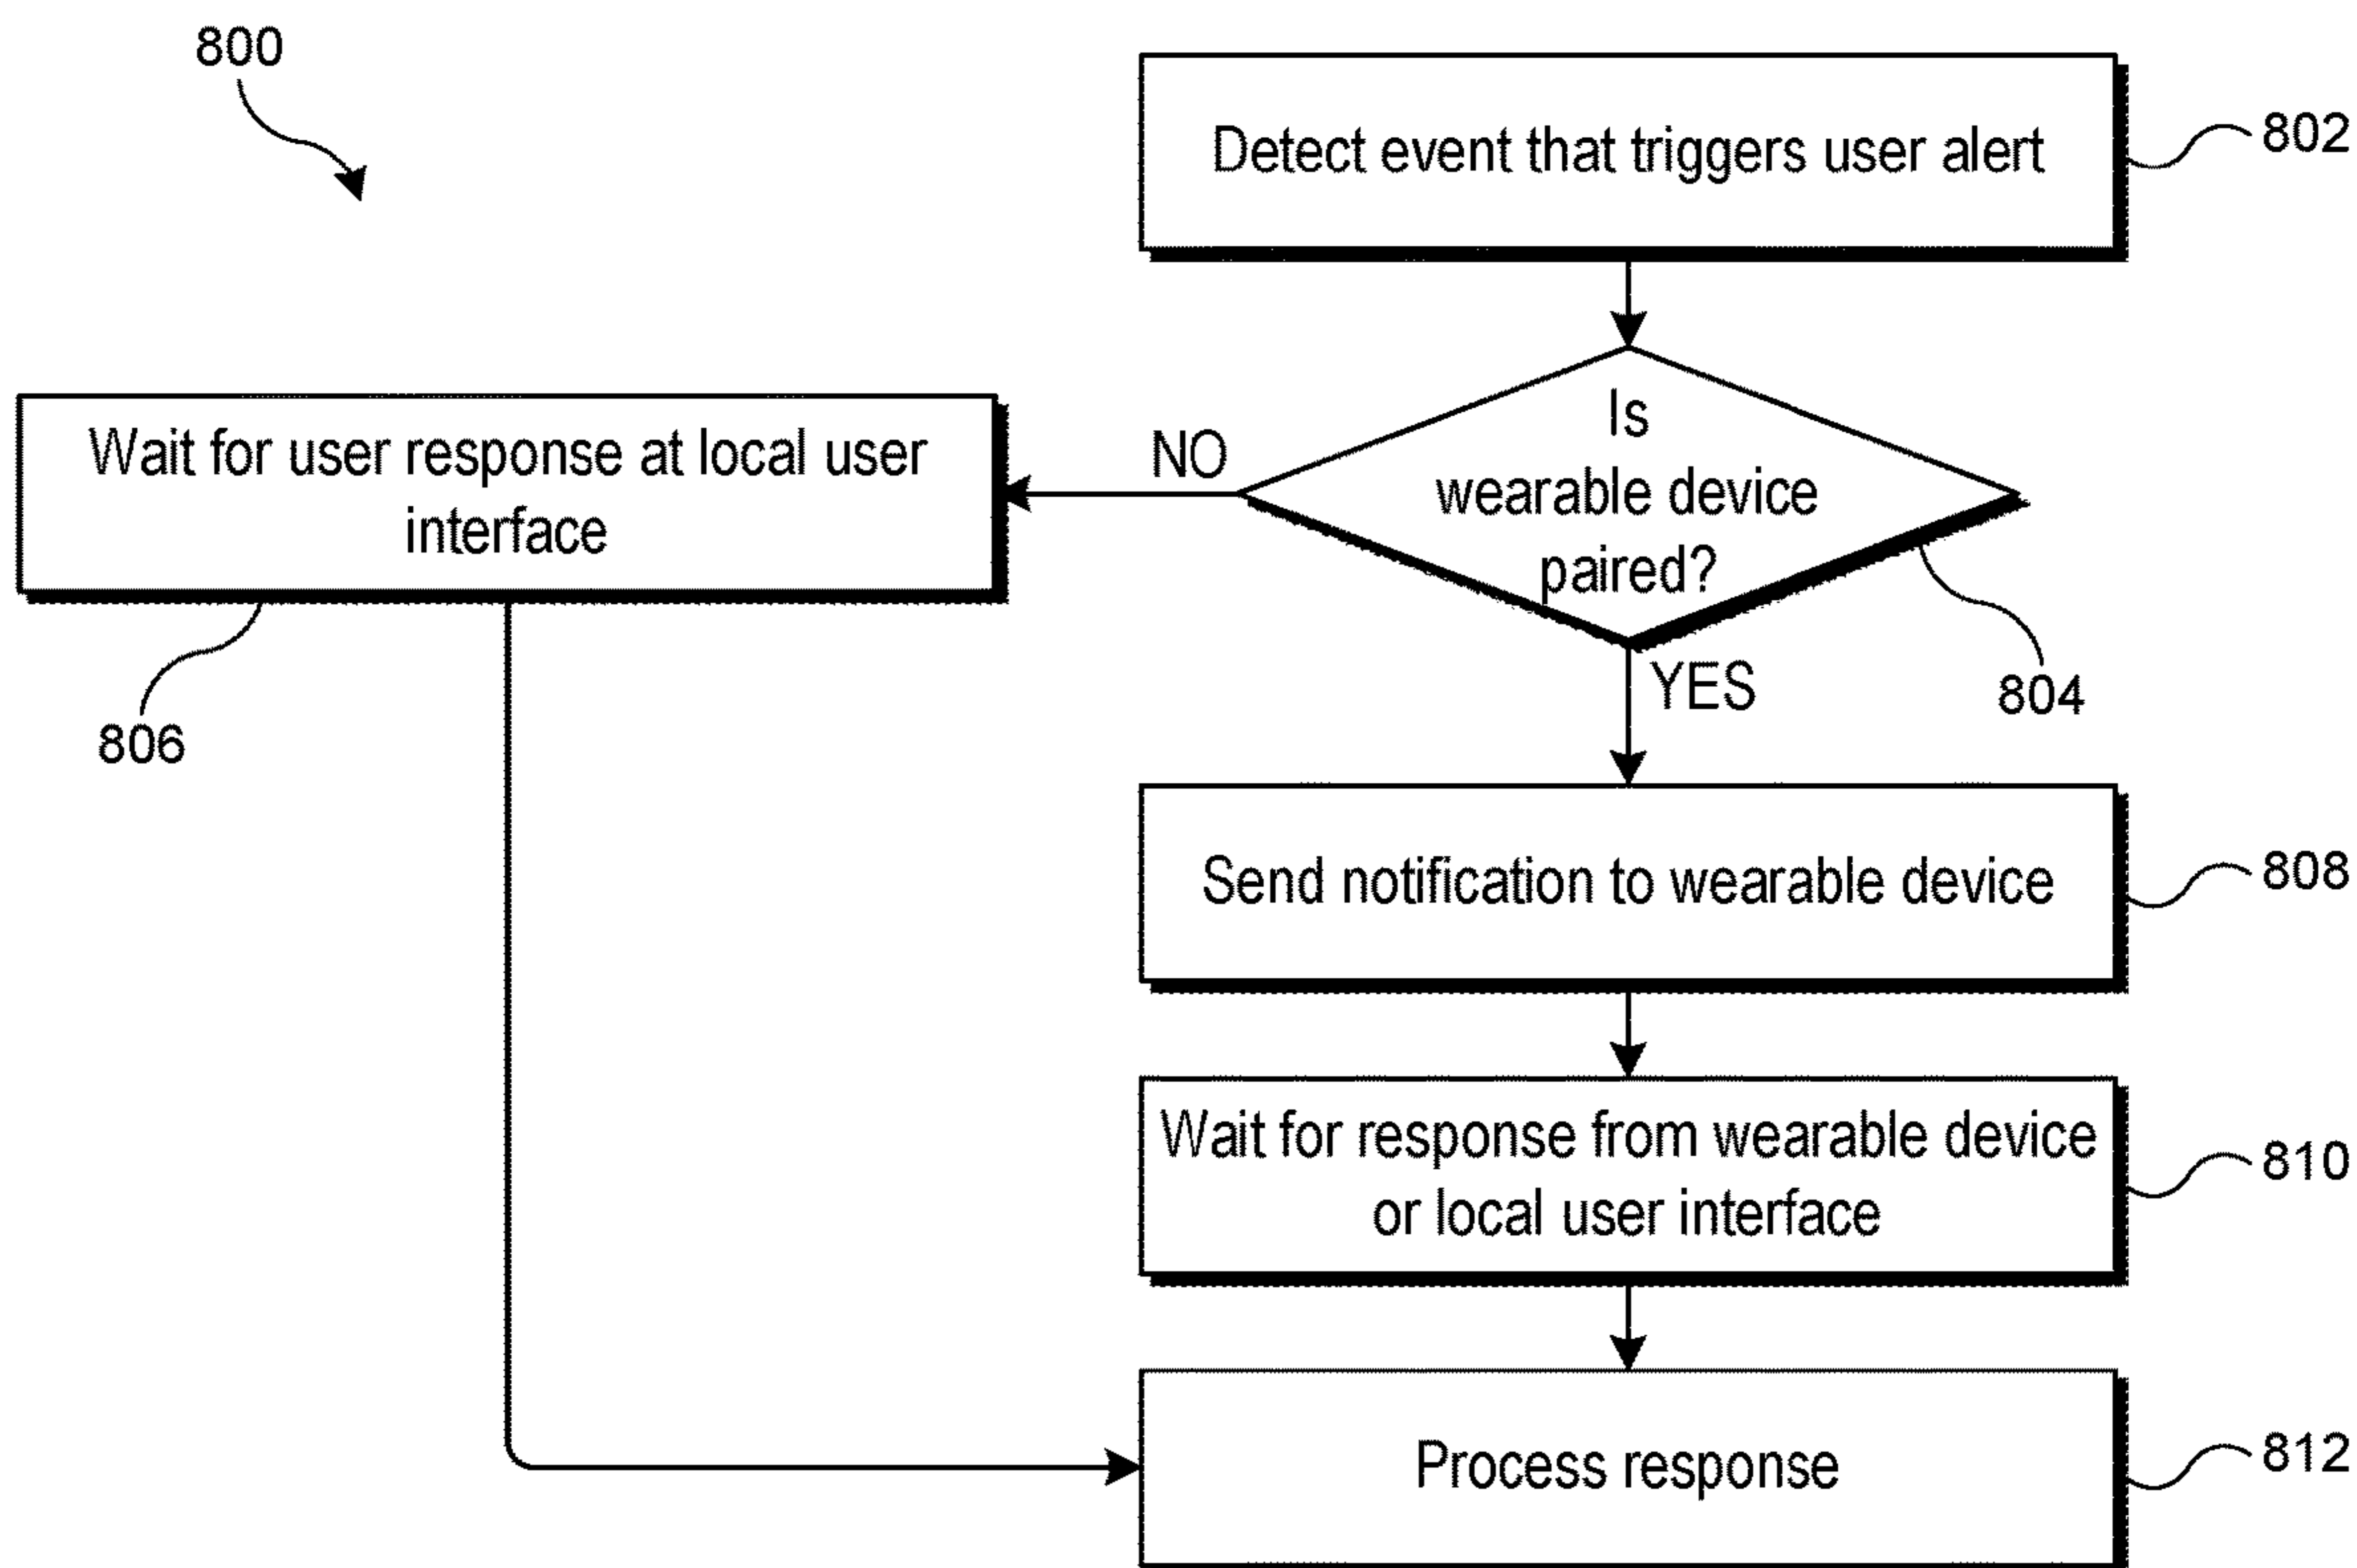 800
Detect event that triggers user alert
802
Is
wearable device
paired?
804
NO
Wait for user response at local user
interface
806
YES
Send notification to wearable device
808
Wait for response from wearable device
or local user interface
810
Process response
812